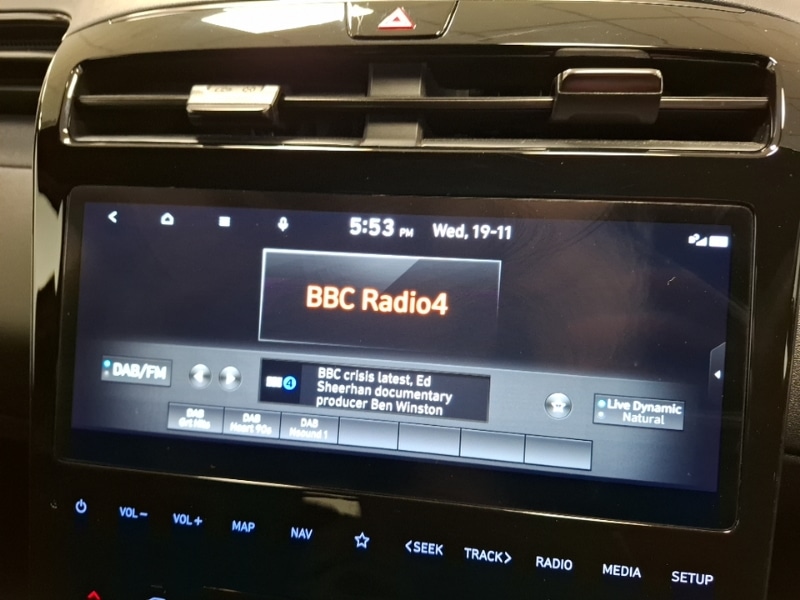 5:53 PM Wed, 19-11
BBC Radio4
DAB/FM
BBC crisis latest, Ed
Sheerhan documentary
producer Ben Winston
4
Live Dynamic
Natural
DAB
DAB
Heart 90s
DAB
VOL−
VOL+
MAP
NAV
<SEEK
TRACK>
RADIO
MEDIA
SETUP